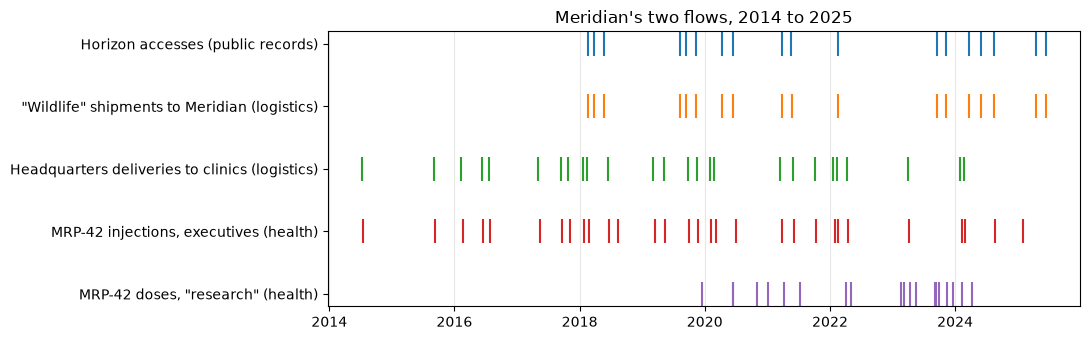 Meridian's two flows, 2014 to 2025
Horizon accesses (public records)
"Wildlife" shipments to Meridian (logistics)
Headquarters deliveries to clinics (logistics)
MRP-42 injections, executives (health)
MRP-42 doses, "research" (health)
2014 2016 2018 2020 2022 2024